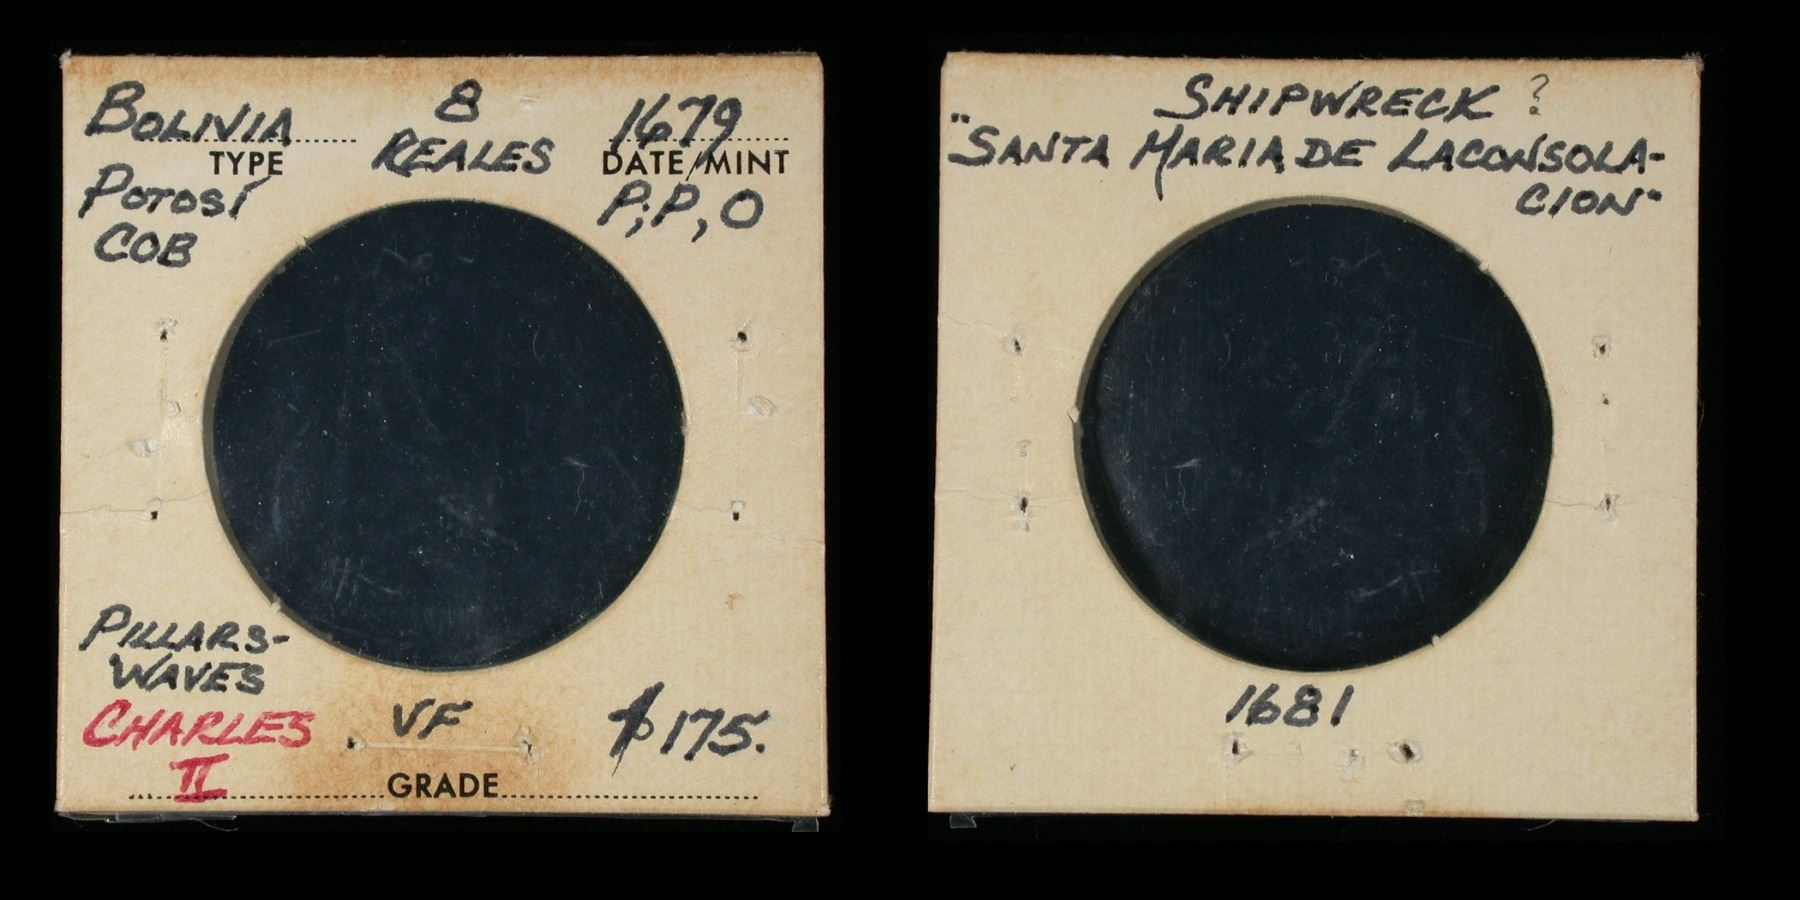 BOLIVIA 8 1679
TYPE REALES DATE/MINT
POTOSÍ P;P,O
COB
PILLARS-
WAVES
CHARLES VF $175.
II
GRADE
SHIPWRECK ?
"SANTA MARIA DE LACONSOLA-
CION"
1681